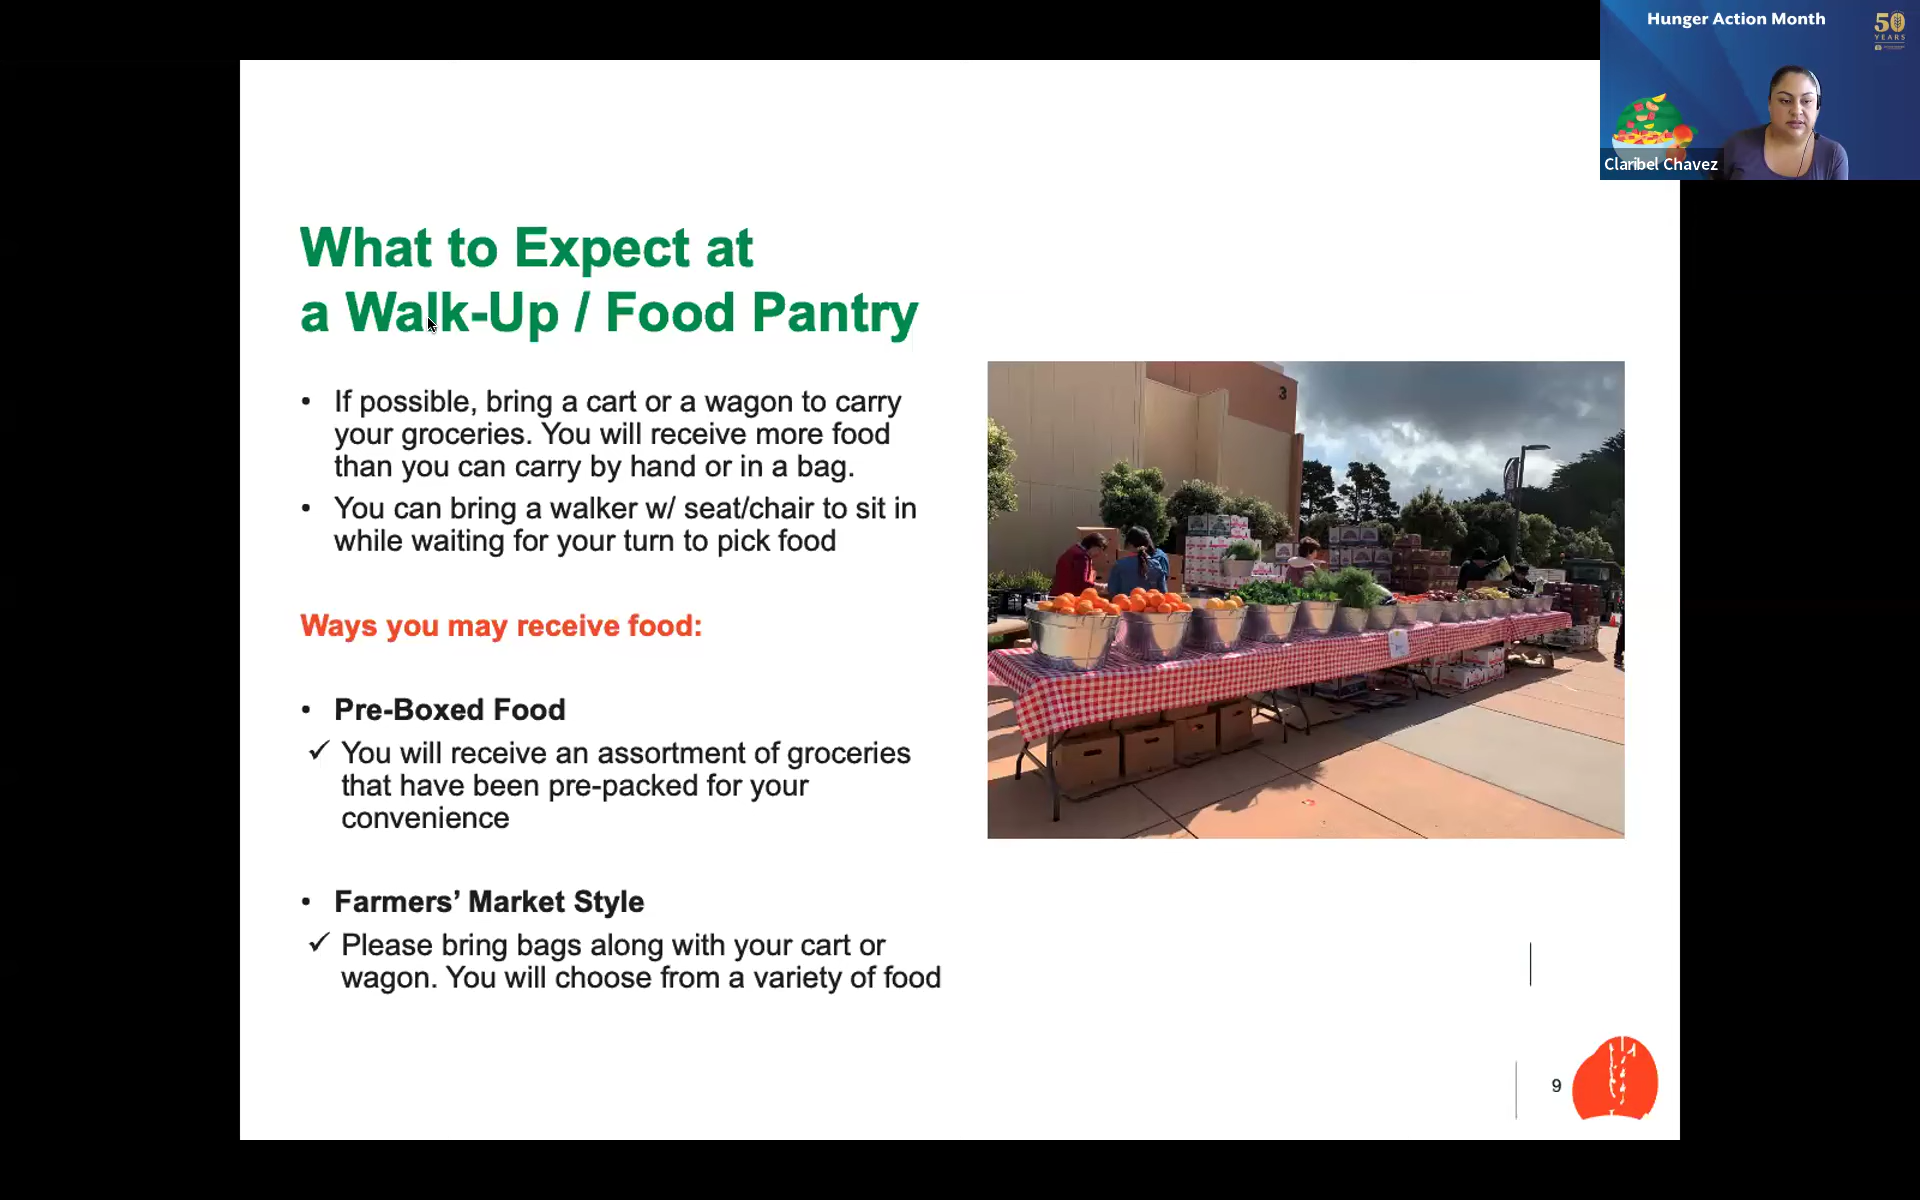 Hunger Action Month
50
YEARS
Claribel Chavez
What to Expect at
a Walk-Up / Food Pantry
• If possible, bring a cart or a wagon to carry
your groceries. You will receive more food
than you can carry by hand or in a bag.
• You can bring a walker w/ seat/chair to sit in
while waiting for your turn to pick food
Ways you may receive food:
• Pre-Boxed Food
✓ You will receive an assortment of groceries
that have been pre-packed for your
convenience
• Farmers’ Market Style
✓ Please bring bags along with your cart or
wagon. You will choose from a variety of food
3
9